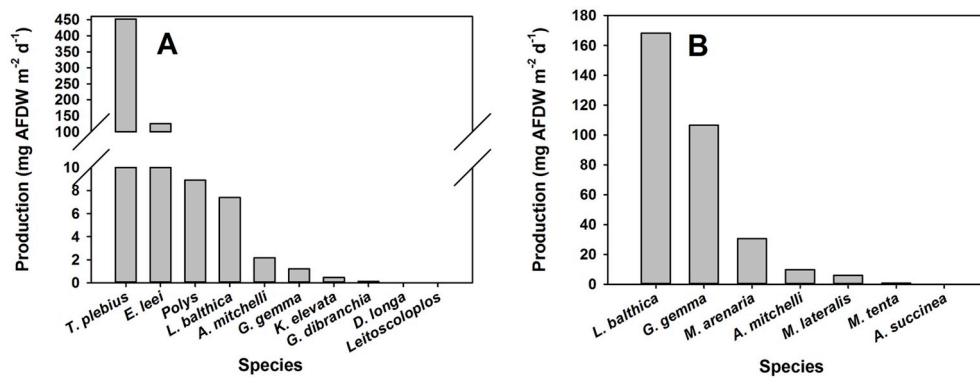 A
Production (mg AFDW m-2 d-1)
450
400
350
300
250
200
150
100
10
8
6
4
2
0
T. plebius
E. leei
Polys
L. balthica
A. mitchelli
G. gemma
K. elevata
G. dibranchia
D. longa
Leitoscoloplos
Species
B
Production (mg AFDW m-2 d-1)
180
160
140
120
100
80
60
40
20
0
L. balthica
G. gemma
M. arenaria
A. mitchelli
M. lateralis
M. tenta
A. succinea
Species